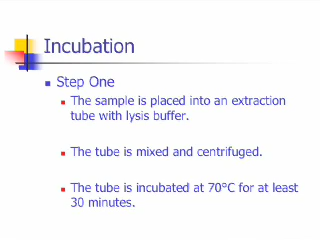 Incubation
Step One
The sample is placed into an extraction
tube with lysis buffer.
The tube is mixed and centrifuged.
The tube is incubated at 70°C for at least
30 minutes.